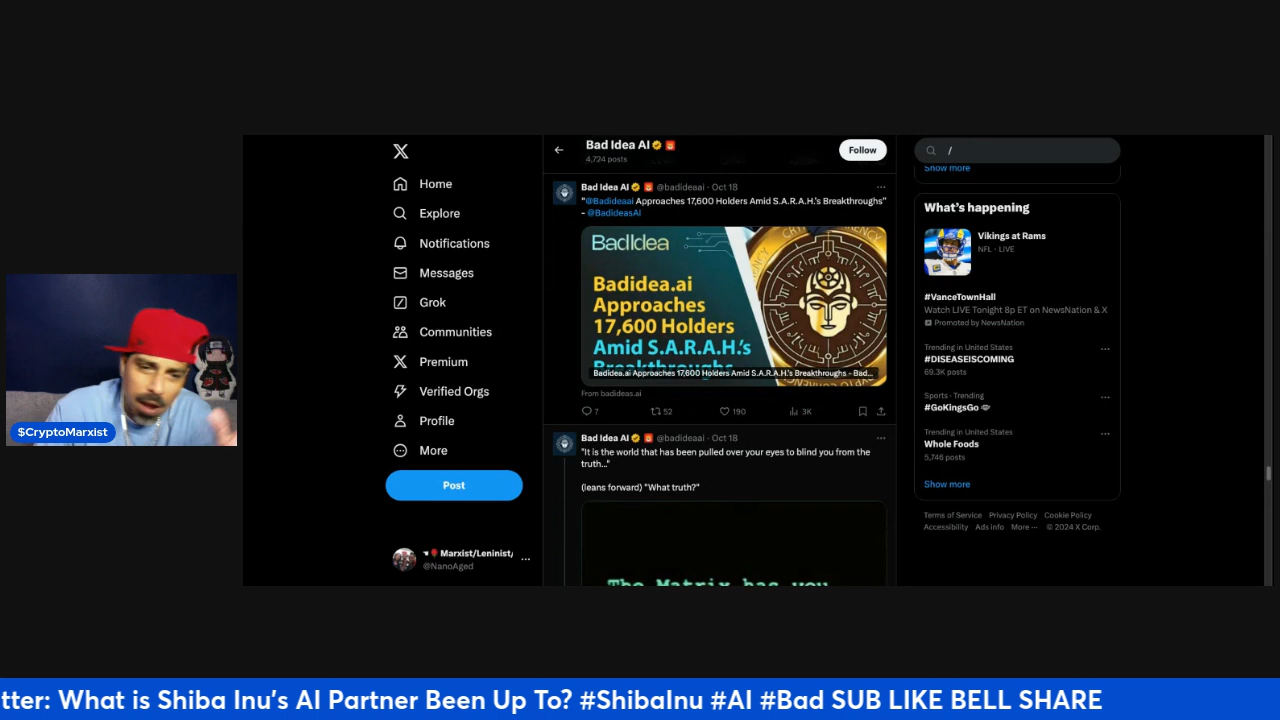 Home
Explore
Notifications
Messages
Grok
Communities
Premium
Verified Orgs
Profile
More
Post
Marxist/Leninist/
@NanoAged
Bad Idea AI
4,724 posts
Follow
Bad Idea AI @badideaai · Oct 18
"@Badideaai Approaches 17,600 Holders Amid S.A.R.A.H.'s Breakthroughs"
- @BadIdeasAI
BadIdea
Badidea.ai
Approaches
17,600 Holders
Amid S.A.R.A.H.'s
Breakthroughs
Badidea.ai Approaches 17,600 Holders Amid S.A.R.A.H.'s Breakthroughs - Bad...
From badideas.ai
7 52 190 3K
Bad Idea AI @badideaai · Oct 18
"It is the world that has been pulled over your eyes to blind you from the
truth..."
(leans forward) "What truth?"
The Matrix has you
/
Show more
What's happening
Vikings at Rams
NFL · LIVE
#VanceTownHall
Watch LIVE Tonight 8p ET on NewsNation & X
Promoted by NewsNation
Trending in United States
#DISEASEISCOMING
69.3K posts
Sports · Trending
#GoKingsGo
Trending in United States
Whole Foods
5,746 posts
Show more
Terms of Service Privacy Policy Cookie Policy
Accessibility Ads info More ··· © 2024 X Corp.
$CryptoMarxist
tter: What is Shiba Inu's AI Partner Been Up To? #ShibaInu #AI #Bad SUB LIKE BELL SHARE